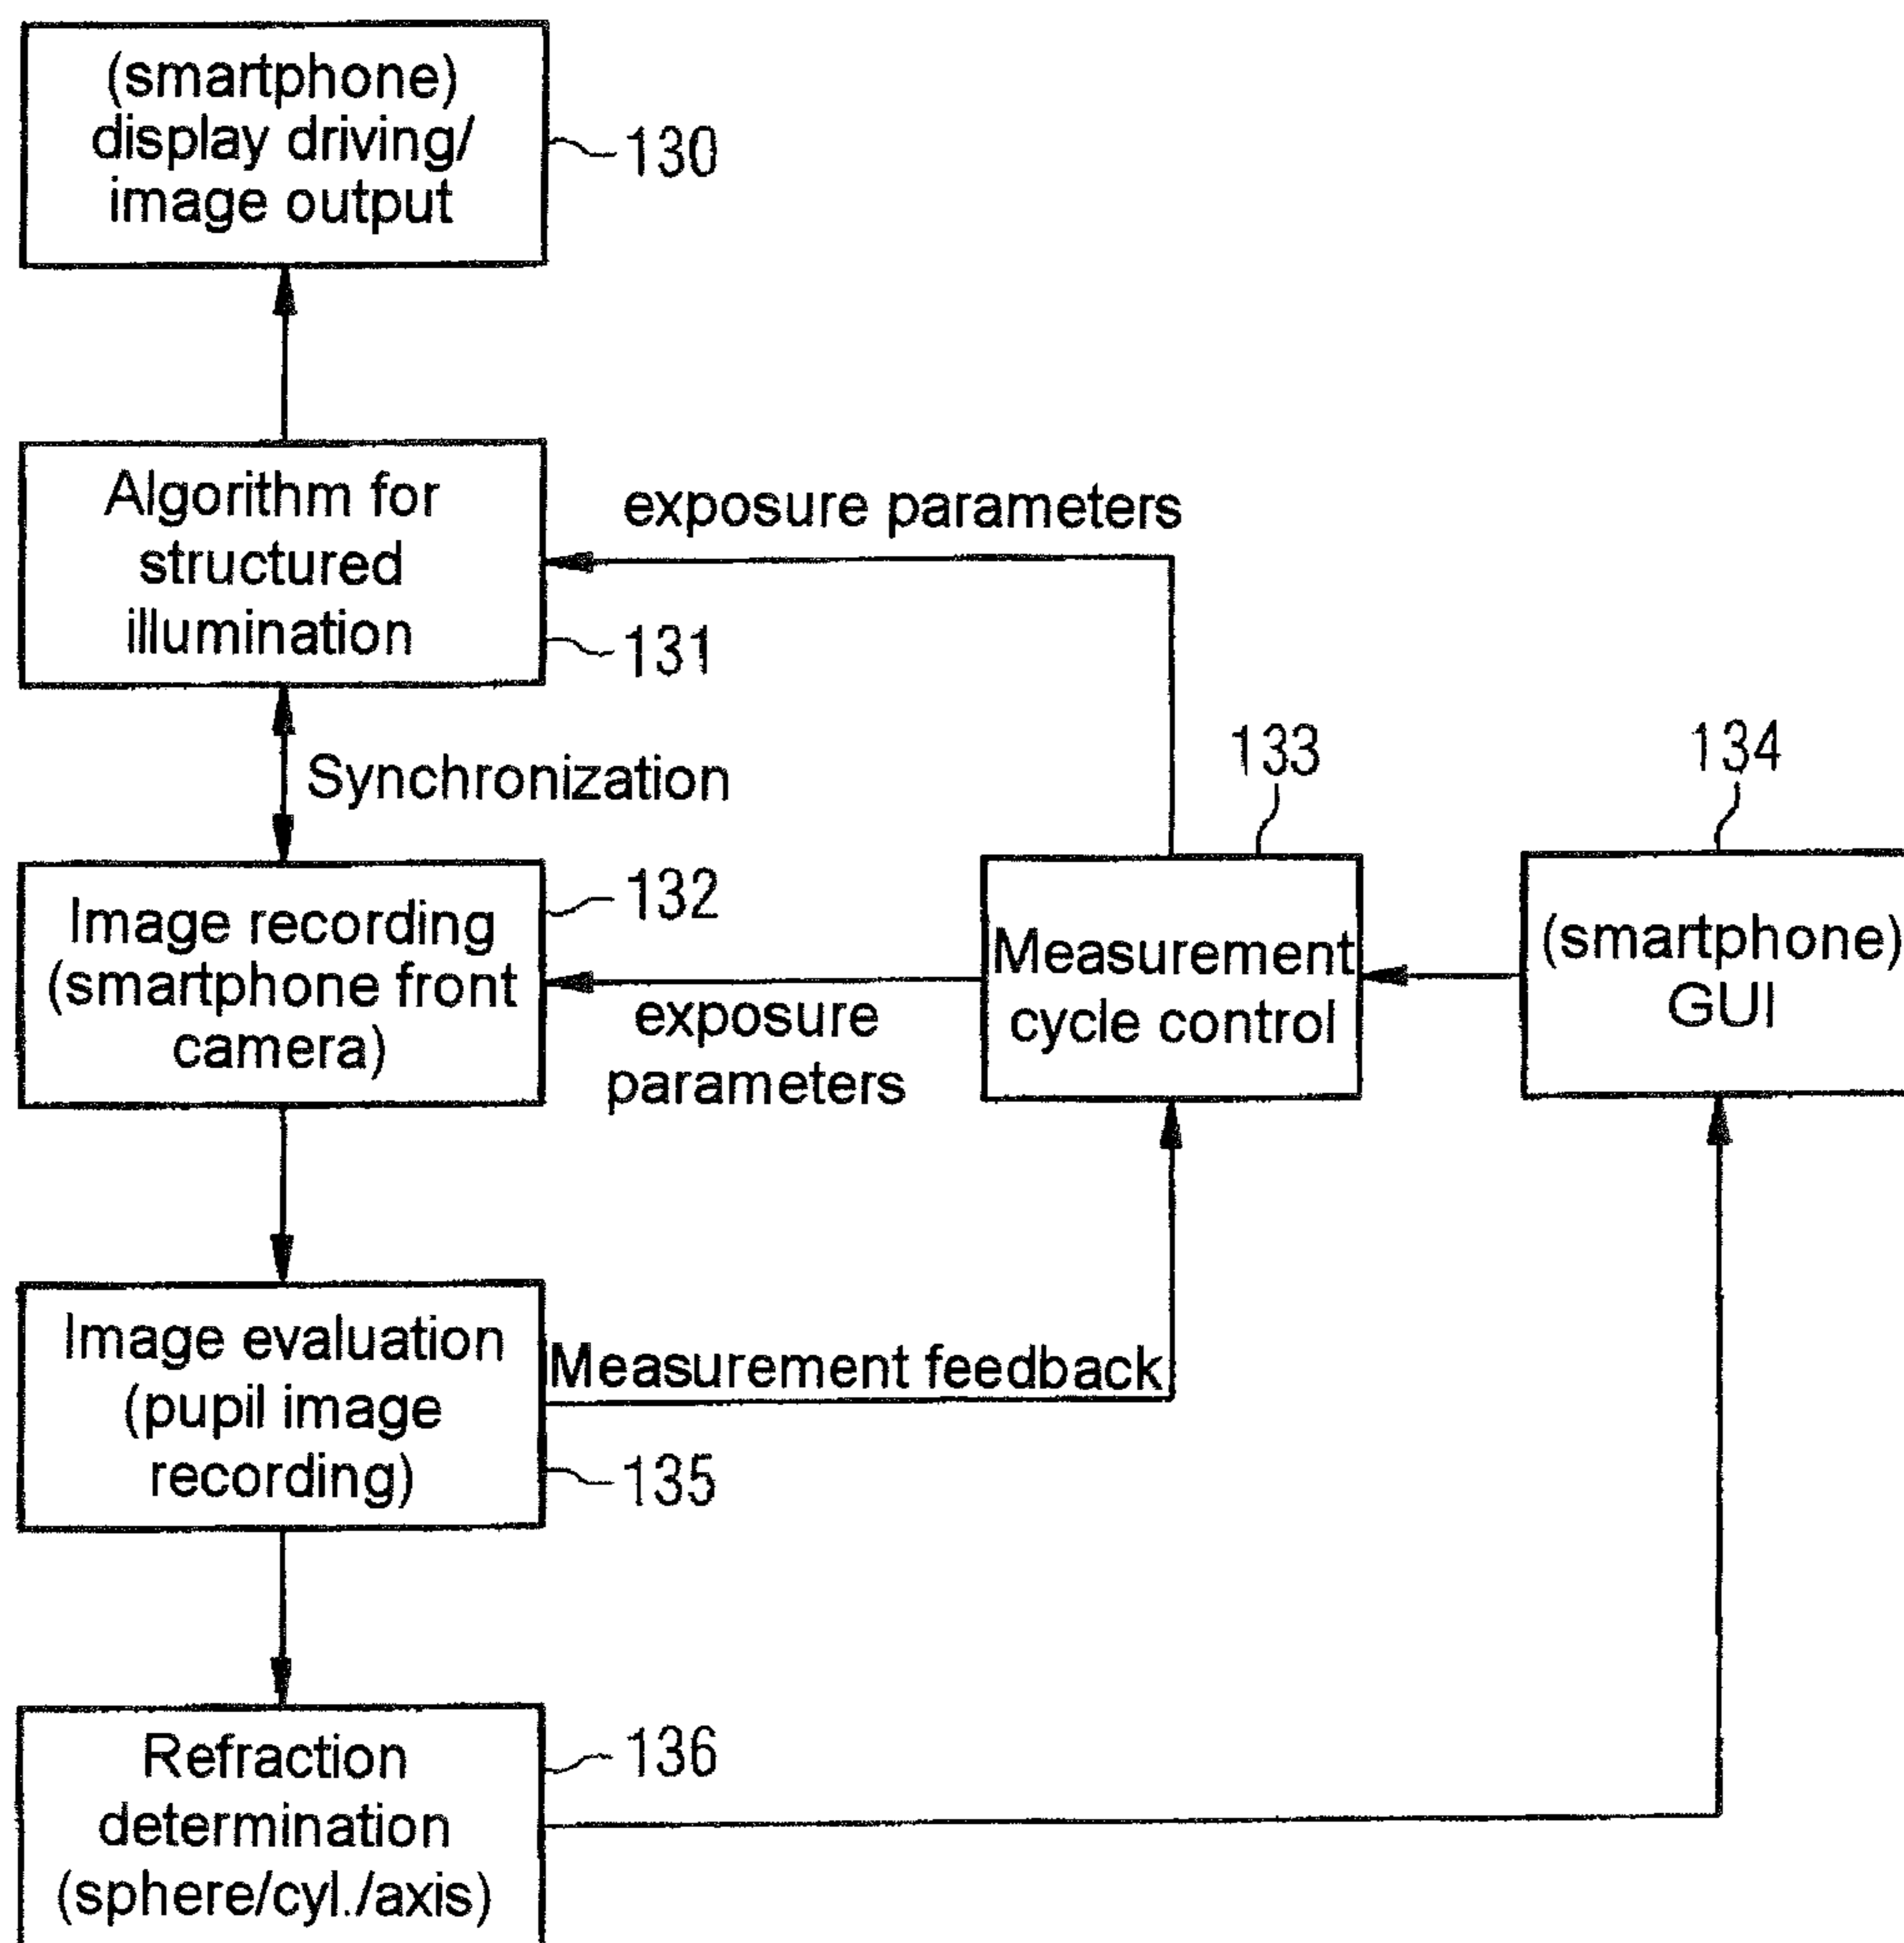 (smartphone)
display driving/
image output
130
Algorithm for
structured
illumination
131
exposure parameters
Synchronization
Image recording
(smartphone front
camera)
132
exposure
parameters
133
Measurement
cycle control
134
(smartphone)
GUI
Image evaluation
(pupil image
recording)
135
Measurement feedback
Refraction
determination
(sphere/cyl./axis)
136